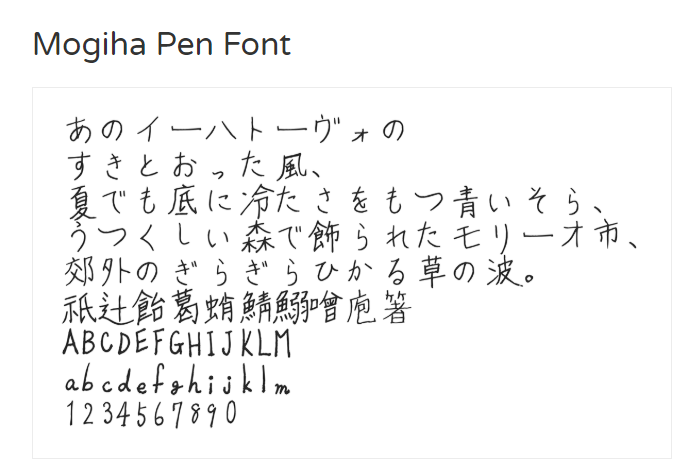 Mogiha Pen Font
あのイーハトーヴォの
すきとおった風、
夏でも底に冷たさをもつ青いそら、
うつくしい森で飾られたモリーオ市、
郊外のぎらぎらひかる草の波。
祇辻飴葛蛸鯖鰯噌庖箸
ABCDEFGHIJKLM
abcdefghijklm
1234567890